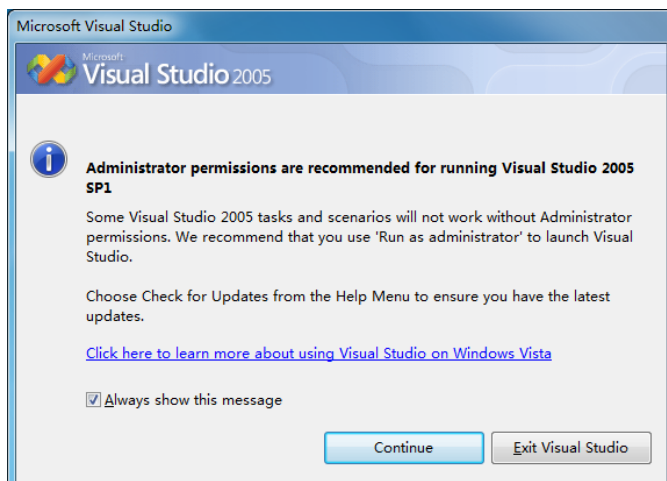 Microsoft Visual Studio
Microsoft
Visual Studio 2005
Administrator permissions are recommended for running Visual Studio 2005
SP1
Some Visual Studio 2005 tasks and scenarios will not work without Administrator
permissions. We recommend that you use 'Run as administrator' to launch Visual
Studio.
Choose Check for Updates from the Help Menu to ensure you have the latest
updates.
Click here to learn more about using Visual Studio on Windows Vista
Always show this message
Continue
Exit Visual Studio